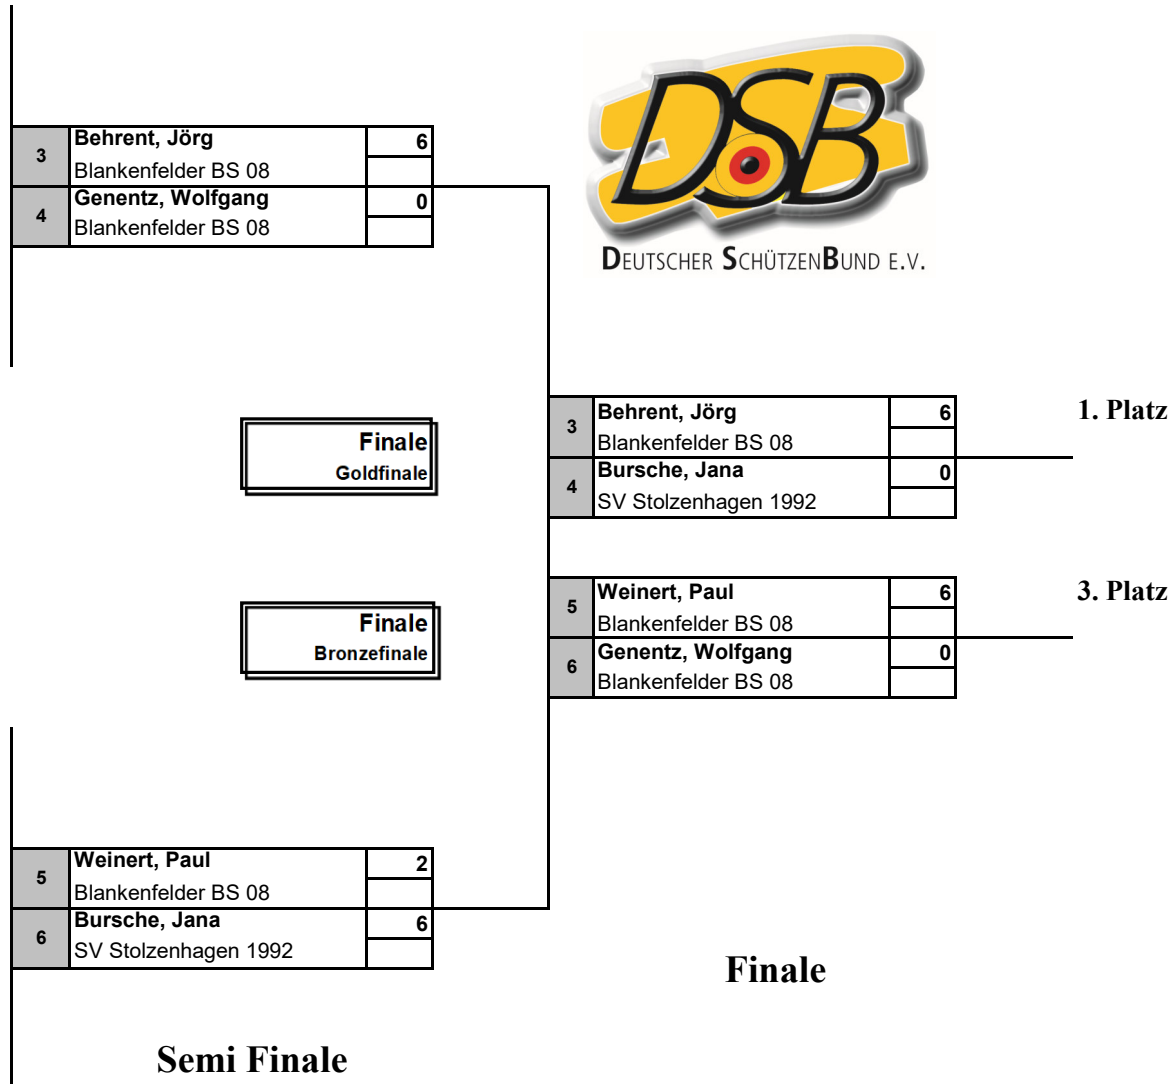 DSB
DEUTSCHER SCHÜTZENBUND E.V.
3 Behrent, Jörg 6
Blankenfelder BS 08
4 Genentz, Wolfgang 0
Blankenfelder BS 08
Finale
Goldfinale
3 Behrent, Jörg 6 1. Platz
Blankenfelder BS 08
4 Bursche, Jana 0
SV Stolzenhagen 1992
Finale
Bronzefinale
5 Weinert, Paul 6 3. Platz
Blankenfelder BS 08
6 Genentz, Wolfgang 0
Blankenfelder BS 08
5 Weinert, Paul 2
Blankenfelder BS 08
6 Bursche, Jana 6
SV Stolzenhagen 1992
Finale
Semi Finale